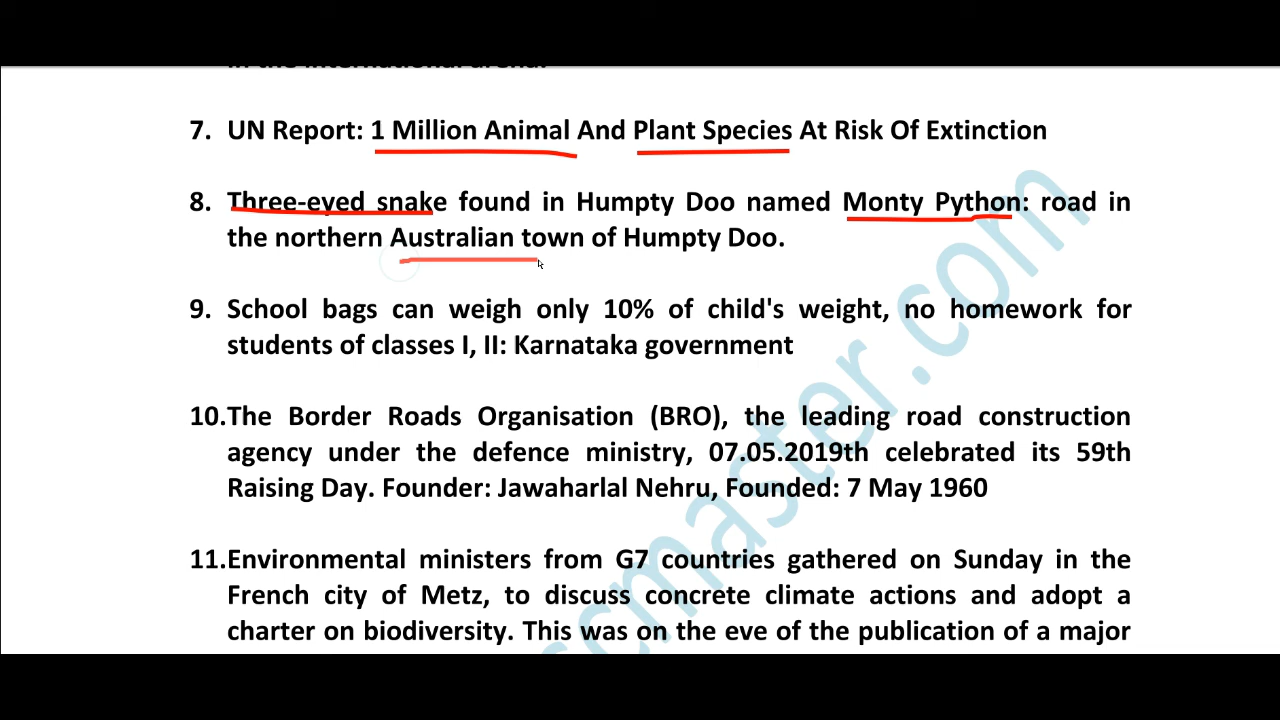 in the international arena.
7. UN Report: 1 Million Animal And Plant Species At Risk Of Extinction
8. Three-eyed snake found in Humpty Doo named Monty Python: road in
the northern Australian town of Humpty Doo.
9. School bags can weigh only 10% of child's weight, no homework for
students of classes I, II: Karnataka government
10.The Border Roads Organisation (BRO), the leading road construction
agency under the defence ministry, 07.05.2019th celebrated its 59th
Raising Day. Founder: Jawaharlal Nehru, Founded: 7 May 1960
11.Environmental ministers from G7 countries gathered on Sunday in the
French city of Metz, to discuss concrete climate actions and adopt a
charter on biodiversity. This was on the eve of the publication of a major
scmaster.com